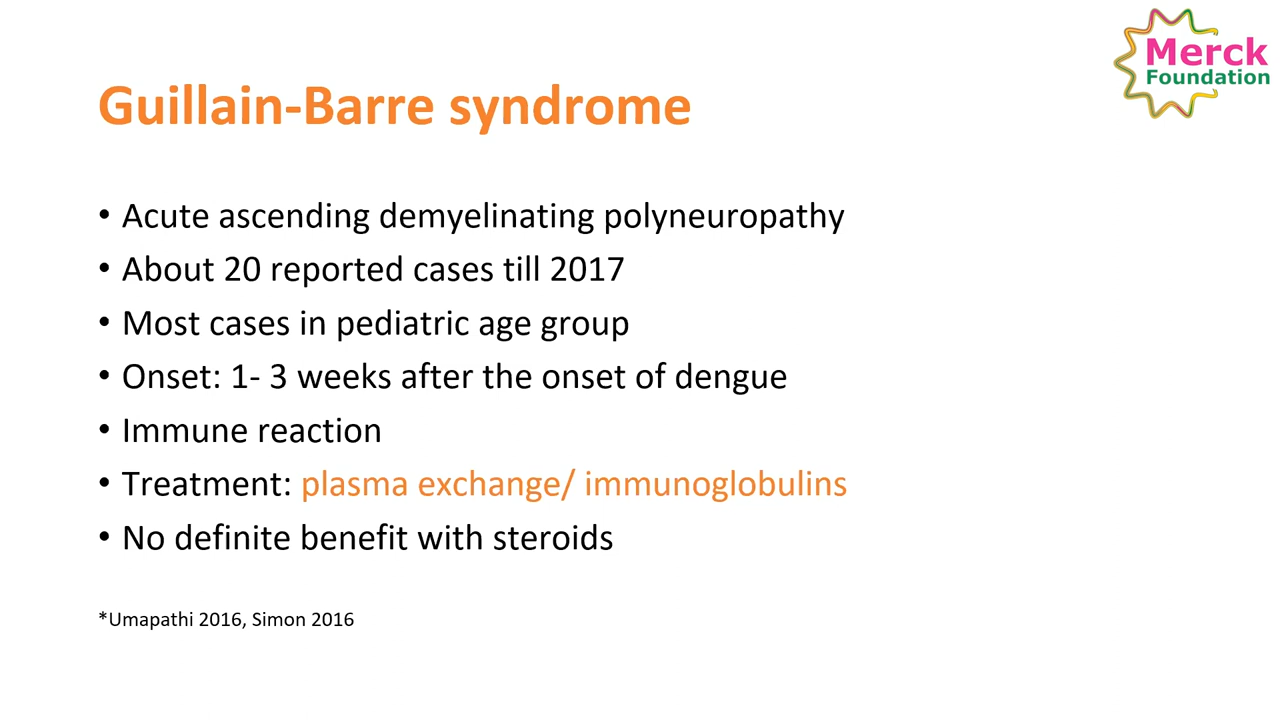 Merck
Foundation
Guillain-Barre syndrome
• Acute ascending demyelinating polyneuropathy
• About 20 reported cases till 2017
• Most cases in pediatric age group
• Onset: 1- 3 weeks after the onset of dengue
• Immune reaction
• Treatment: plasma exchange/ immunoglobulins
• No definite benefit with steroids
*Umapathi 2016, Simon 2016